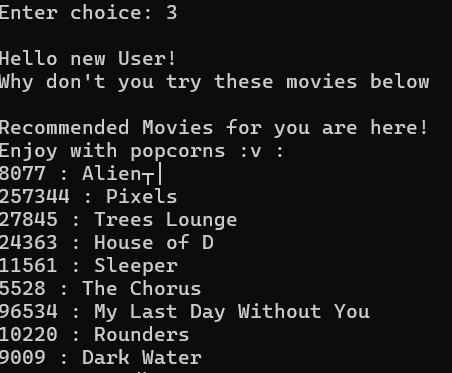 Enter choice: 3
Hello new User!
Why don't you try these movies below
Recommended Movies for you are here!
Enjoy with popcorns :v :
8077 : Alien┬│
257344 : Pixels
27845 : Trees Lounge
24363 : House of D
11561 : Sleeper
5528 : The Chorus
96534 : My Last Day Without You
10220 : Rounders
9009 : Dark Water